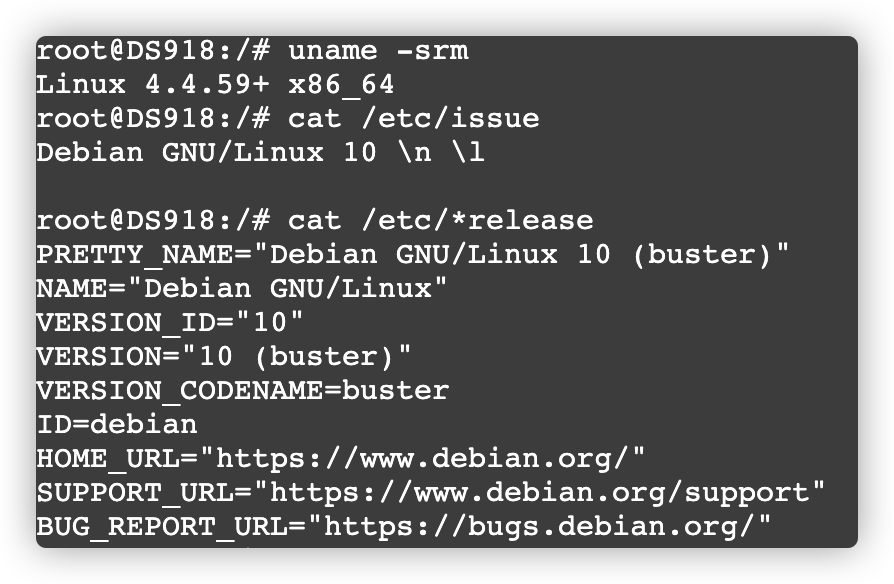 root@DS918:/# uname -srm
Linux 4.4.59+ x86_64
root@DS918:/# cat /etc/issue
Debian GNU/Linux 10 \n \l

root@DS918:/# cat /etc/*release
PRETTY_NAME="Debian GNU/Linux 10 (buster)"
NAME="Debian GNU/Linux"
VERSION_ID="10"
VERSION="10 (buster)"
VERSION_CODENAME=buster
ID=debian
HOME_URL="https://www.debian.org/"
SUPPORT_URL="https://www.debian.org/support"
BUG_REPORT_URL="https://bugs.debian.org/"